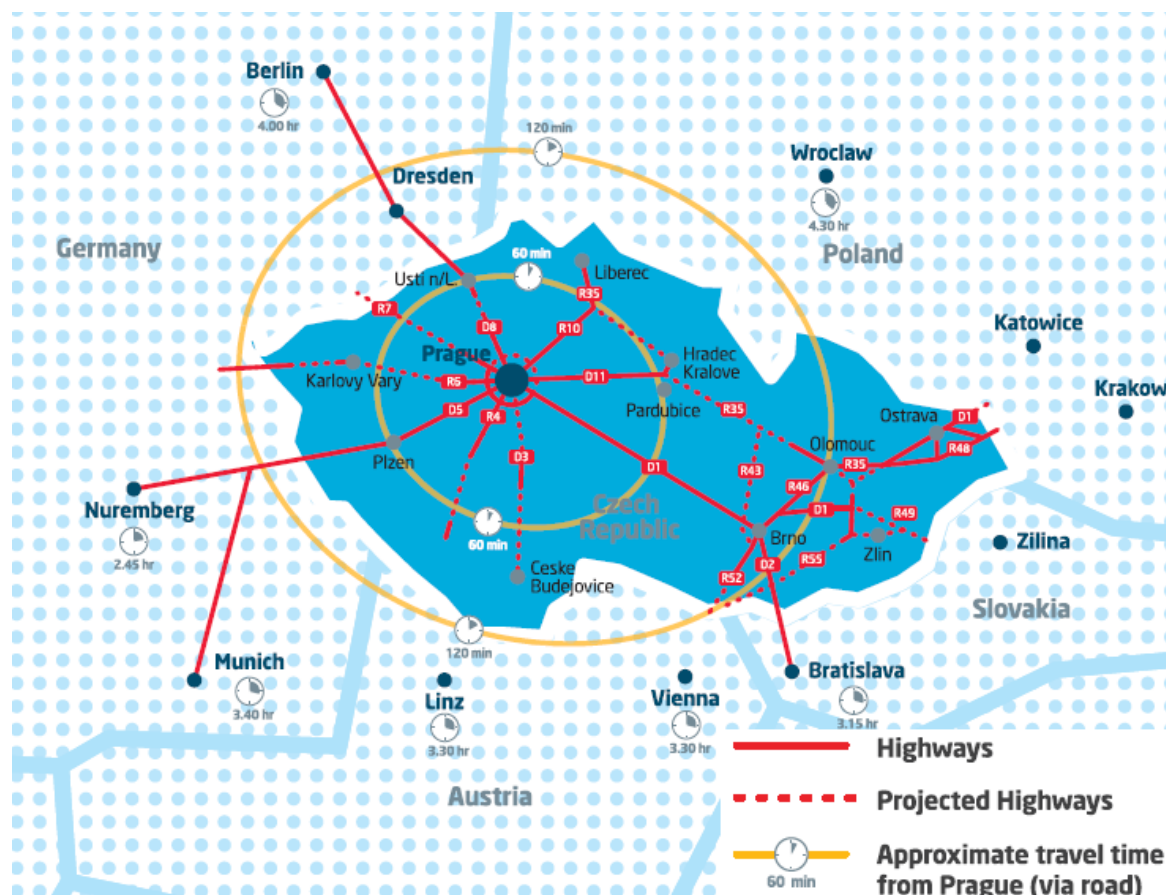 Berlin
4.00 hr
120 min
Wroclaw
4.30 hr
Dresden
Germany
Poland
60 min
Usti n/L.
Liberec
R35
R7
D8
R10
Katowice
Prague
Hradec
Kralove
Karlovy Vary
R6
D11
Krakow
D5
R4
Pardubice
R35
Ostrava
D1
Olomouc
R48
Plzen
D3
D1
R43
R35
R46
Nuremberg
2.45 hr
Czech
Republic
D1
R49
60 min
Brno
Zlin
Zilina
Ceske
Budejovice
R52
D2
R55
Slovakia
120 min
Munich
3.40 hr
Linz
3.30 hr
Vienna
3.30 hr
Bratislava
3.15 hr
Austria
Highways
Projected Highways
60 min
Approximate travel time
from Prague (via road)